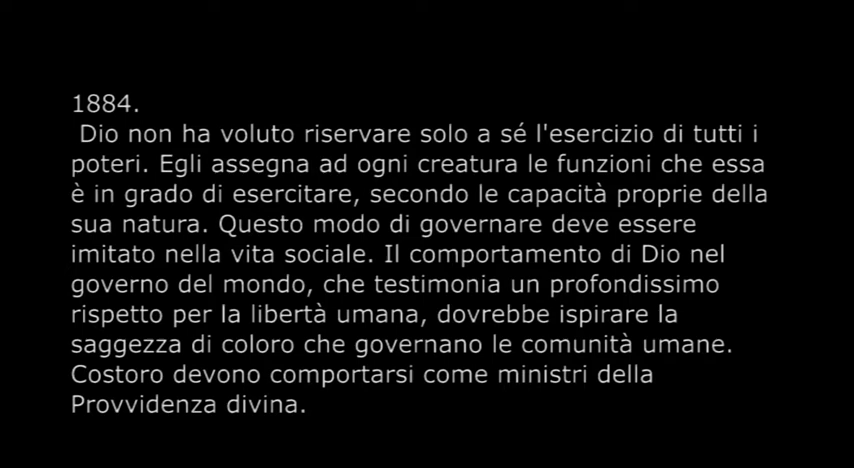 1884.
Dio non ha voluto riservare solo a sé l'esercizio di tutti i
poteri. Egli assegna ad ogni creatura le funzioni che essa
è in grado di esercitare, secondo le capacità proprie della
sua natura. Questo modo di governare deve essere
imitato nella vita sociale. Il comportamento di Dio nel
governo del mondo, che testimonia un profondissimo
rispetto per la libertà umana, dovrebbe ispirare la
saggezza di coloro che governano le comunità umane.
Costoro devono comportarsi come ministri della
Provvidenza divina.